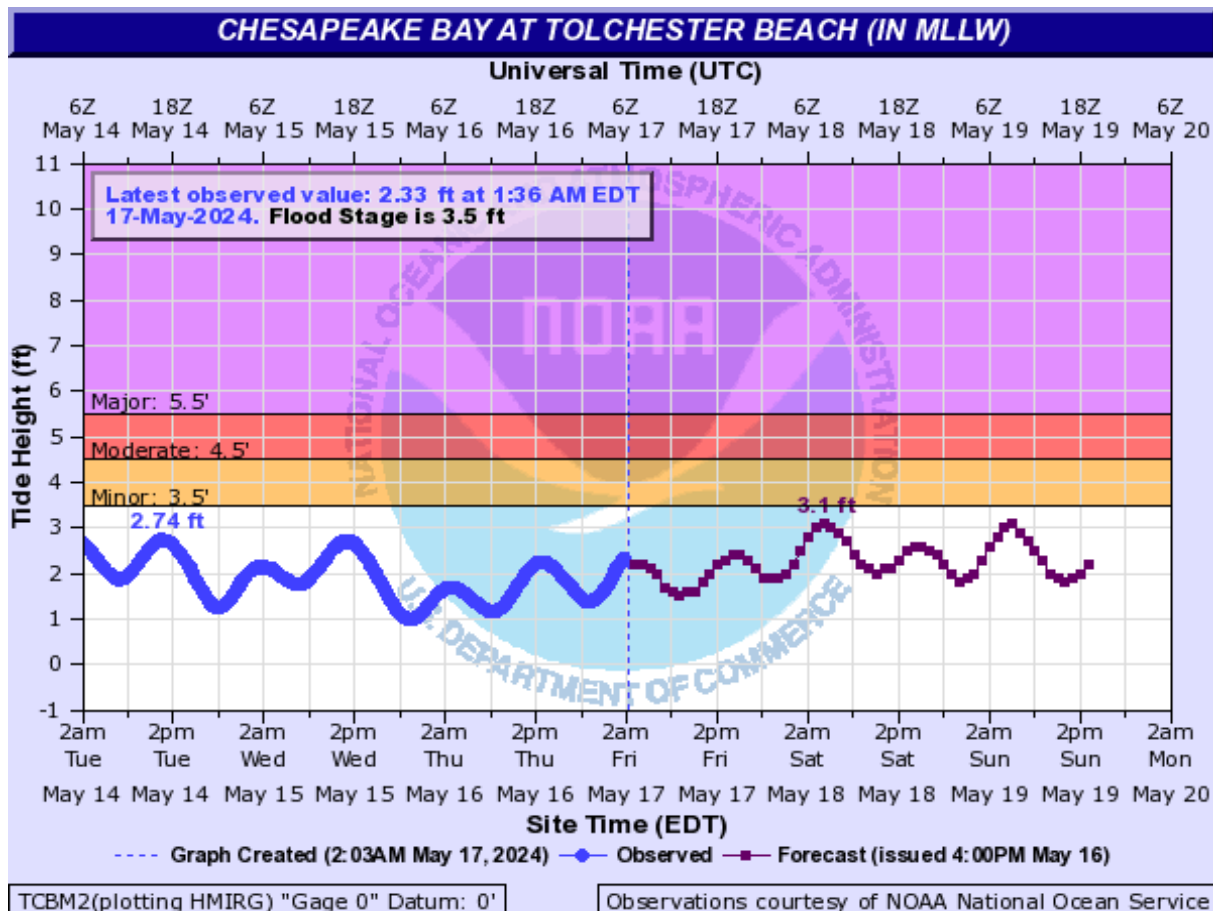 CHESAPEAKE BAY AT TOLCHESTER BEACH (IN MLLW)
Universal Time (UTC)
6Z 18Z 6Z 18Z 6Z 18Z 6Z 18Z 6Z 18Z 6Z 18Z 6Z
May 14 May 14 May 15 May 15 May 16 May 16 May 17 May 17 May 18 May 18 May 19 May 19 May 20
Latest observed value: 2.33 ft at 1:36 AM EDT
17-May-2024. Flood Stage is 3.5 ft
Tide Height (ft)
11
10
9
8
7
6
5
4
3
2
1
0
-1
NATIONAL OCEANIC AND ATMOSPHERIC ADMINISTRATION
NOAA
U.S. DEPARTMENT OF COMMERCE
Major: 5.5'
Moderate: 4.5'
Minor: 3.5'
2.74 ft
3.1 ft
2am 2pm 2am 2pm 2am 2pm 2am 2pm 2am 2pm 2am 2pm 2am
Tue Tue Wed Wed Thu Thu Fri Fri Sat Sat Sun Sun Mon
May 14 May 14 May 15 May 15 May 16 May 16 May 17 May 17 May 18 May 18 May 19 May 19 May 20
Site Time (EDT)
Graph Created (2:03AM May 17, 2024) Observed Forecast (issued 4:00PM May 16)
TCBM2(plotting HMIRG) "Gage 0" Datum: 0'
Observations courtesy of NOAA National Ocean Service